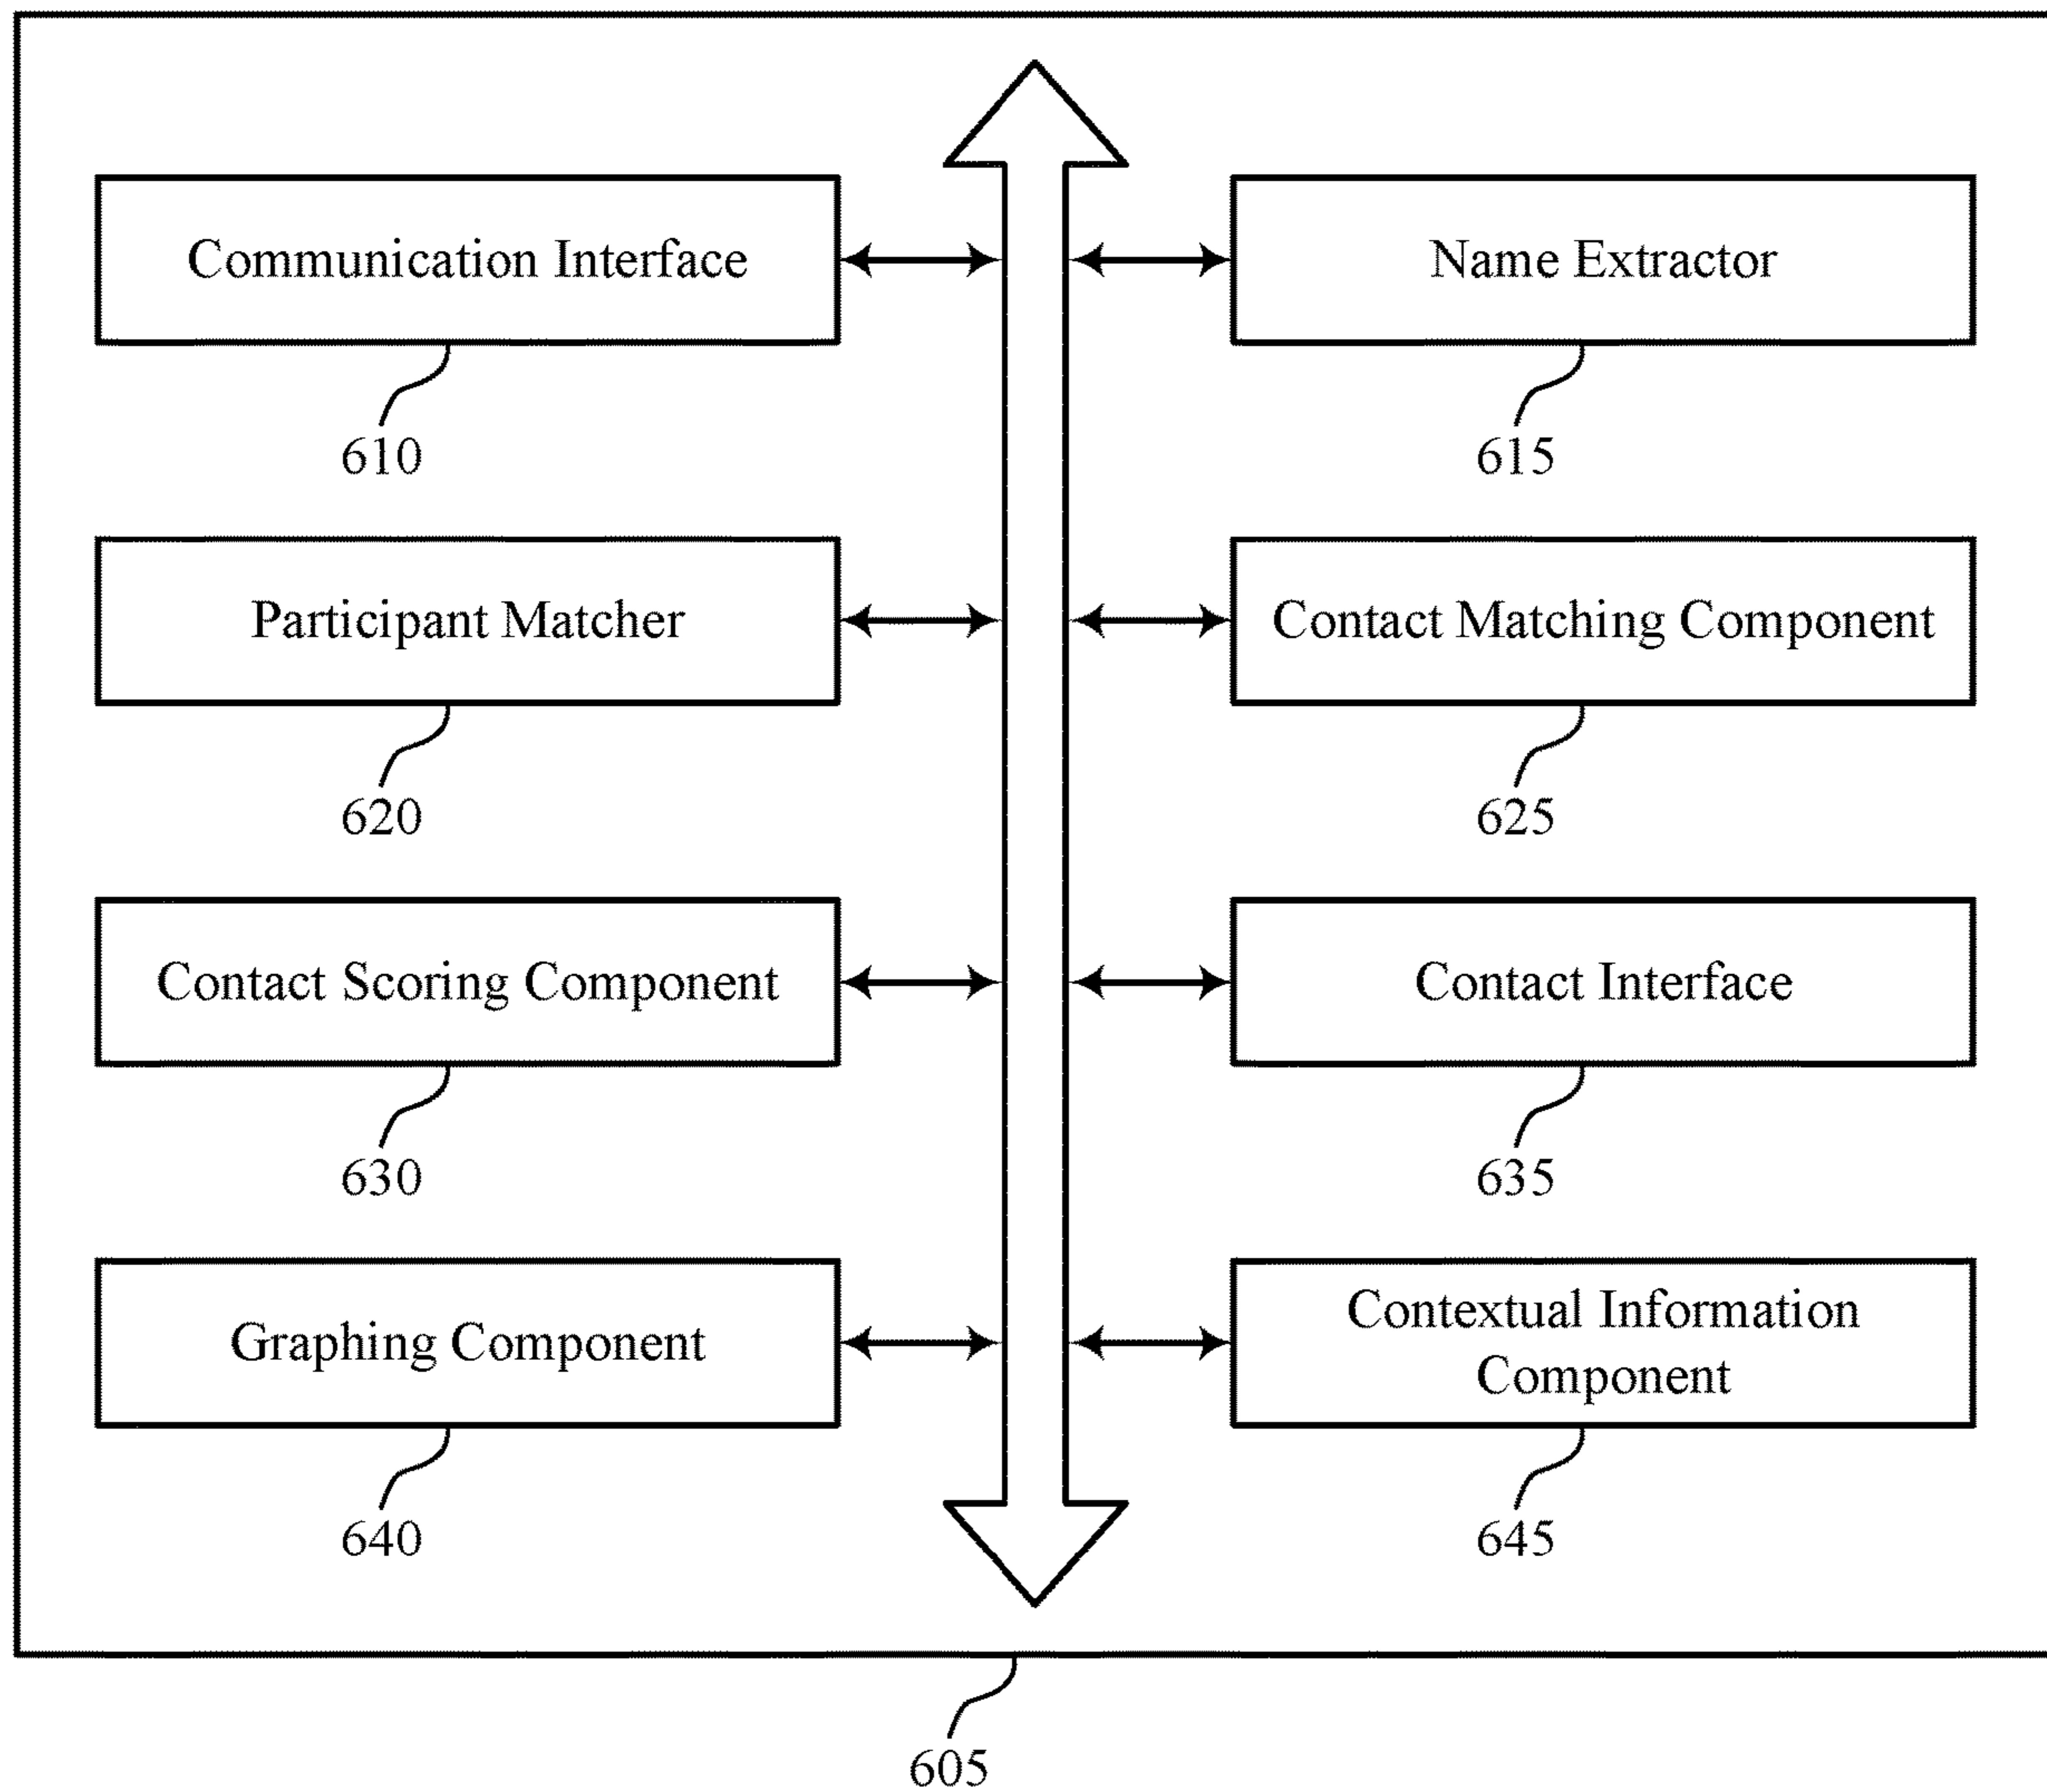 Communication Interface
Name Extractor
610
615
Participant Matcher
Contact Matching Component
620
625
Contact Scoring Component
Contact Interface
630
635
Graphing Component
Contextual Information
Component
640
645
605